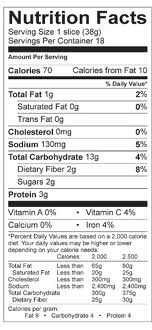 Nutrition Facts
Serving Size 1 slice (38g)
Servings Per Container 18
Amount Per Serving
Calories 70 Calories from Fat 10
% Daily Value*
Total Fat 1g 2%
Saturated Fat 0g 0%
Trans Fat 0g
Cholesterol 0mg 0%
Sodium 130mg 5%
Total Carbohydrate 13g 4%
Dietary Fiber 2g 8%
Sugars 2g
Protein 3g
Vitamin A 0% • Vitamin C 4%
Calcium 0% • Iron 4%
*Percent Daily Values are based on a 2,000 calorie
diet. Your daily values may be higher or lower
depending on your calorie needs:
Calories: 2,000 2,500
Total Fat Less than 65g 80g
Saturated Fat Less than 20g 25g
Cholesterol Less than 300mg 300mg
Sodium Less than 2,400mg 2,400mg
Total Carbohydrate 300g 375g
Dietary Fiber 25g 30g
Calories per gram:
Fat 9 • Carbohydrate 4 • Protein 4